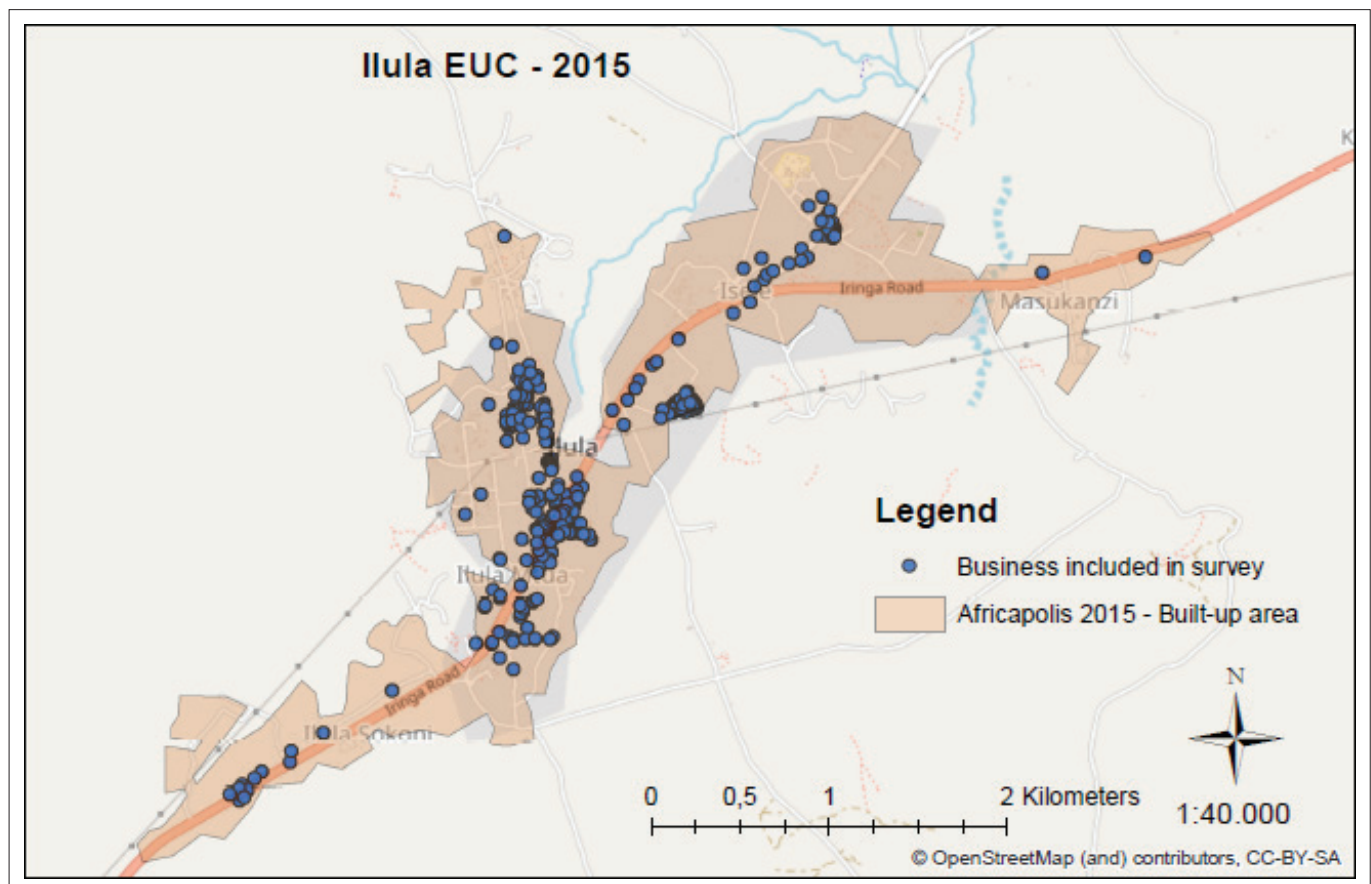 Ilula EUC - 2015
K
Isele
Iringa Road
Masukanzi
Ilula
Legend
Business included in survey
Ilula Mtua
Africapolis 2015 - Built-up area
Iringa Road
N
Ilula Sokoni
0 0,5 1 2 Kilometers
1:40.000
© OpenStreetMap (and) contributors, CC-BY-SA